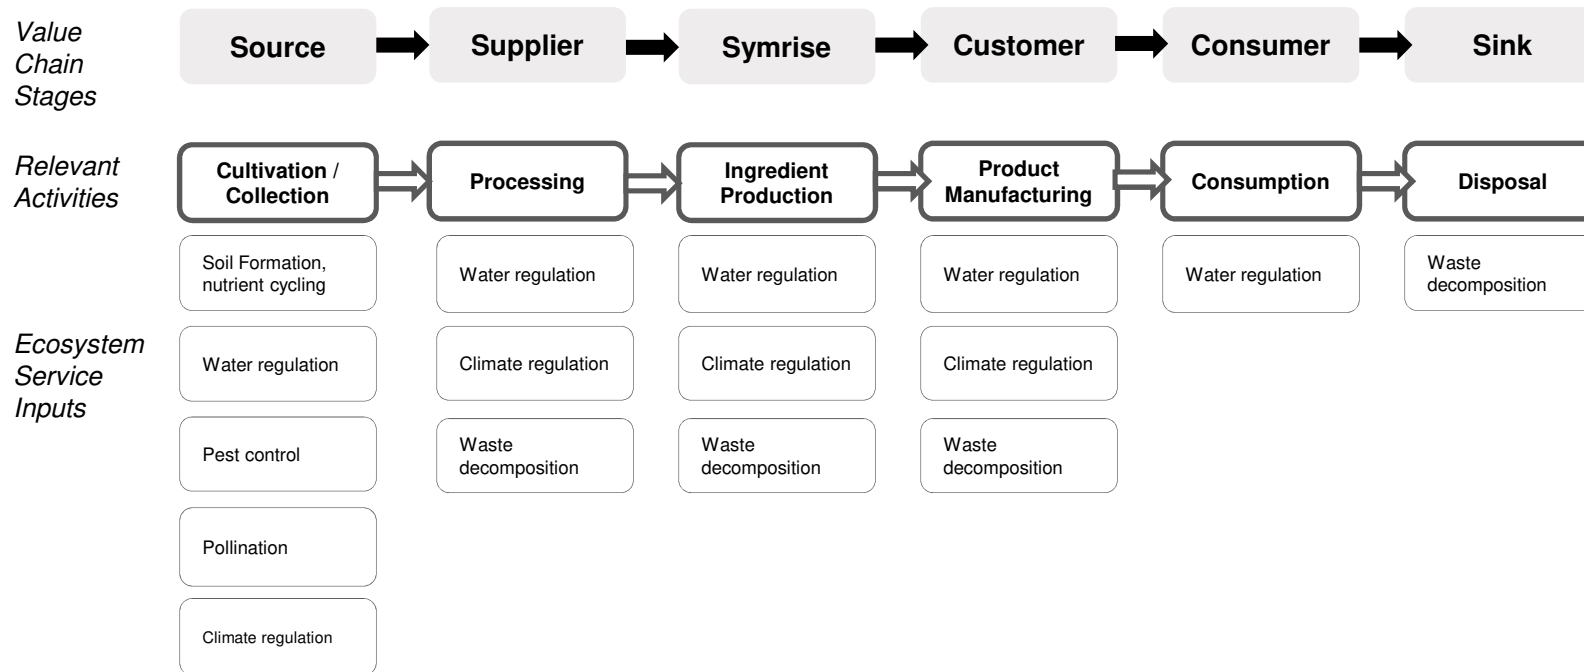 Value
Chain
Stages
Source
Supplier
Symrise
Customer
Consumer
Sink
Relevant
Activities
Cultivation /
Collection
Processing
Ingredient
Production
Product
Manufacturing
Consumption
Disposal
Ecosystem
Service
Inputs
Soil Formation,
nutrient cycling
Water regulation
Pest control
Pollination
Climate regulation
Water regulation
Climate regulation
Waste
decomposition
Water regulation
Climate regulation
Waste
decomposition
Water regulation
Climate regulation
Waste
decomposition
Water regulation
Waste
decomposition